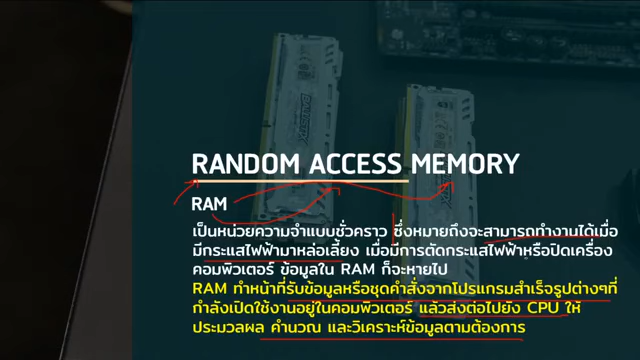 RANDOM ACCESS MEMORY
RAM
เป็นหน่วยความจำแบบชั่วคราว ซึ่งหมายถึงจะสามารถทำงานได้เมื่อ
มีกระแสไฟฟ้ามาหล่อเลี้ยง เมื่อมีการตัดกระแสไฟฟ้าหรือปิดเครื่อง
คอมพิวเตอร์ ข้อมูลใน RAM ก็จะหายไป
RAM ทำหน้าที่รับข้อมูลหรือชุดคำสั่งจากโปรแกรมสำเร็จรูปต่างๆที่
กำลังเปิดใช้งานอยู่ในคอมพิวเตอร์ แล้วส่งต่อไปยัง CPU ให้
ประมวลผล คำนวณ และวิเคราะห์ข้อมูลตามต้องการ